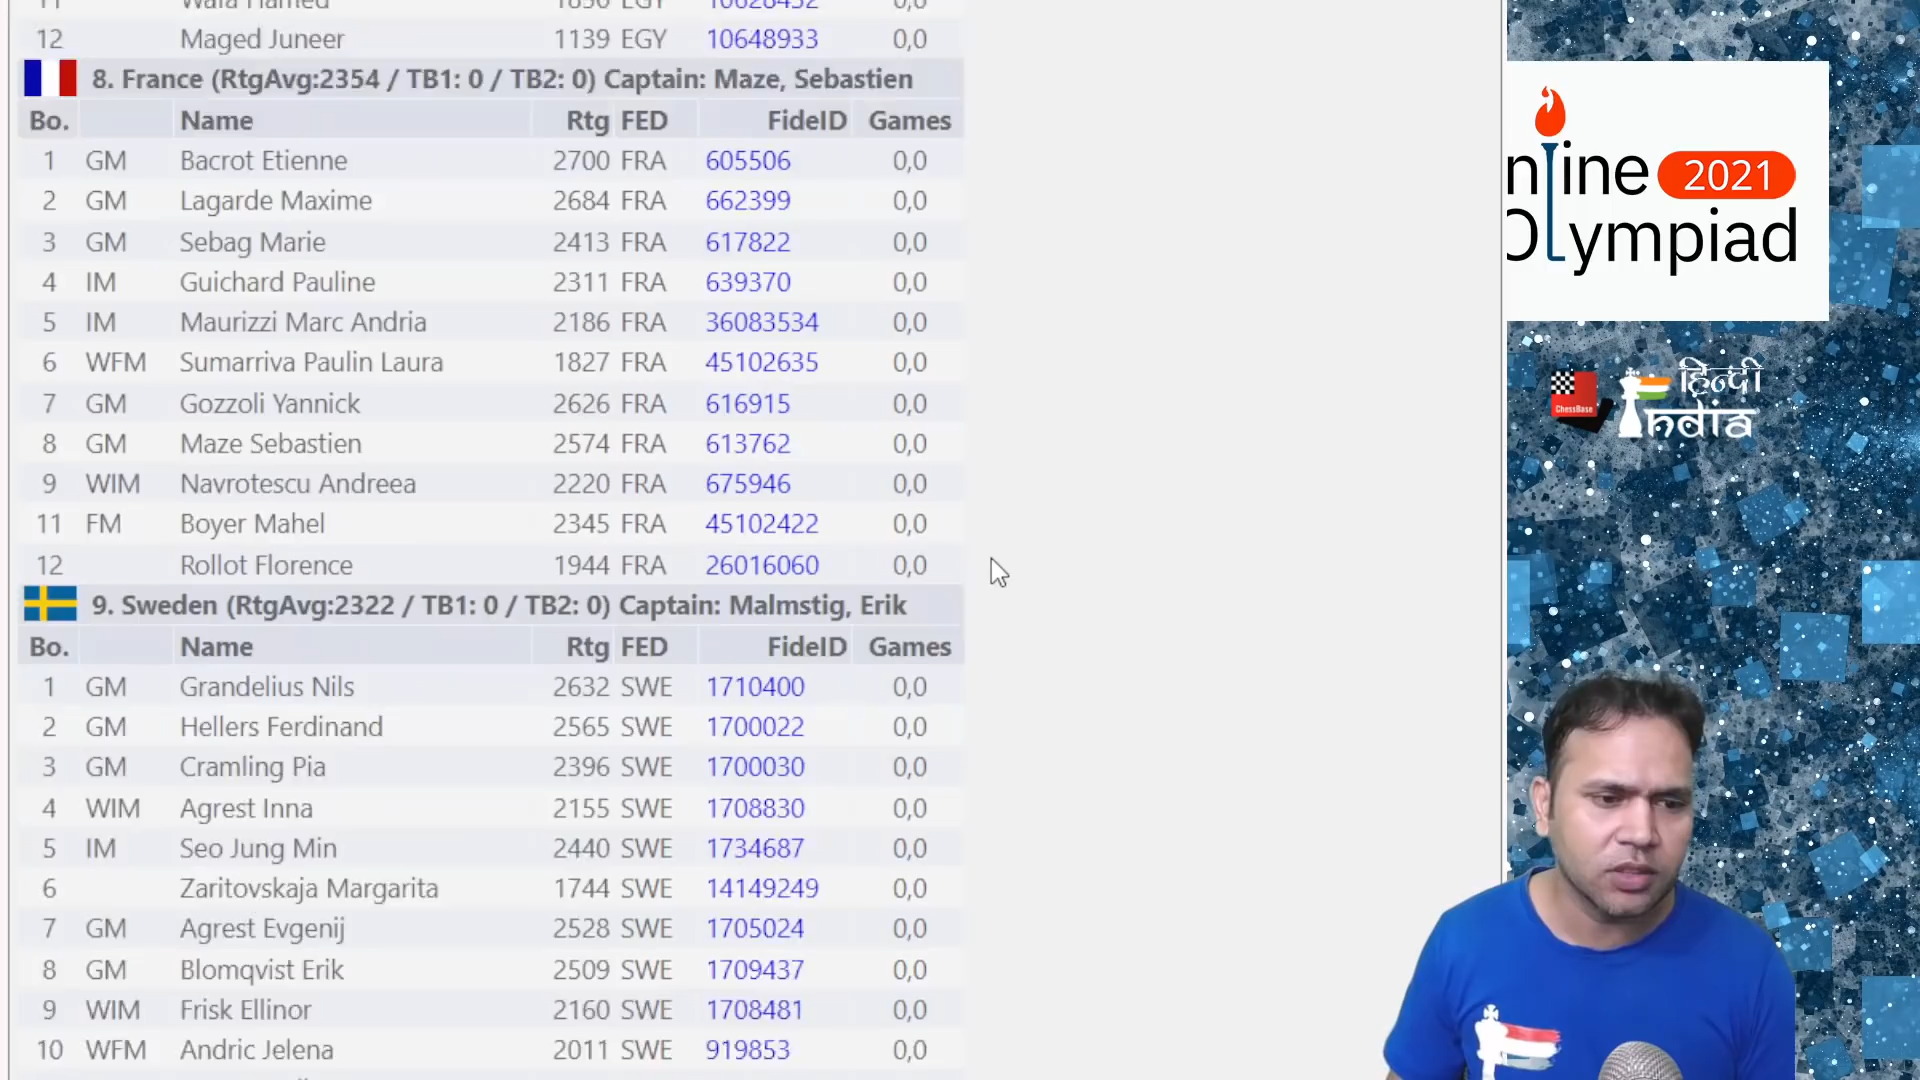 11 Wafa Hamed 1836 EGY 10628452 0,0
12 Maged Juneer 1139 EGY 10648933 0,0
8. France (RtgAvg:2354 / TB1: 0 / TB2: 0) Captain: Maze, Sebastien
Bo. Name Rtg FED FideID Games
1 GM Bacrot Etienne 2700 FRA 605506 0,0
2 GM Lagarde Maxime 2684 FRA 662399 0,0
3 GM Sebag Marie 2413 FRA 617822 0,0
4 IM Guichard Pauline 2311 FRA 639370 0,0
5 IM Maurizzi Marc Andria 2186 FRA 36083534 0,0
6 WFM Sumarriva Paulin Laura 1827 FRA 45102635 0,0
7 GM Gozzoli Yannick 2626 FRA 616915 0,0
8 GM Maze Sebastien 2574 FRA 613762 0,0
9 WIM Navrotescu Andreea 2220 FRA 675946 0,0
11 FM Boyer Mahel 2345 FRA 45102422 0,0
12 Rollot Florence 1944 FRA 26016060 0,0
9. Sweden (RtgAvg:2322 / TB1: 0 / TB2: 0) Captain: Malmstig, Erik
Bo. Name Rtg FED FideID Games
1 GM Grandelius Nils 2632 SWE 1710400 0,0
2 GM Hellers Ferdinand 2565 SWE 1700022 0,0
3 GM Cramling Pia 2396 SWE 1700030 0,0
4 WIM Agrest Inna 2155 SWE 1708830 0,0
5 IM Seo Jung Min 2440 SWE 1734687 0,0
6 Zaritovskaja Margarita 1744 SWE 14149249 0,0
7 GM Agrest Evgenij 2528 SWE 1705024 0,0
8 GM Blomqvist Erik 2509 SWE 1709437 0,0
9 WIM Frisk Ellinor 2160 SWE 1708481 0,0
10 WFM Andric Jelena 2011 SWE 919853 0,0
nline 2021
Olympiad
ChessBase
हिन्दी
India